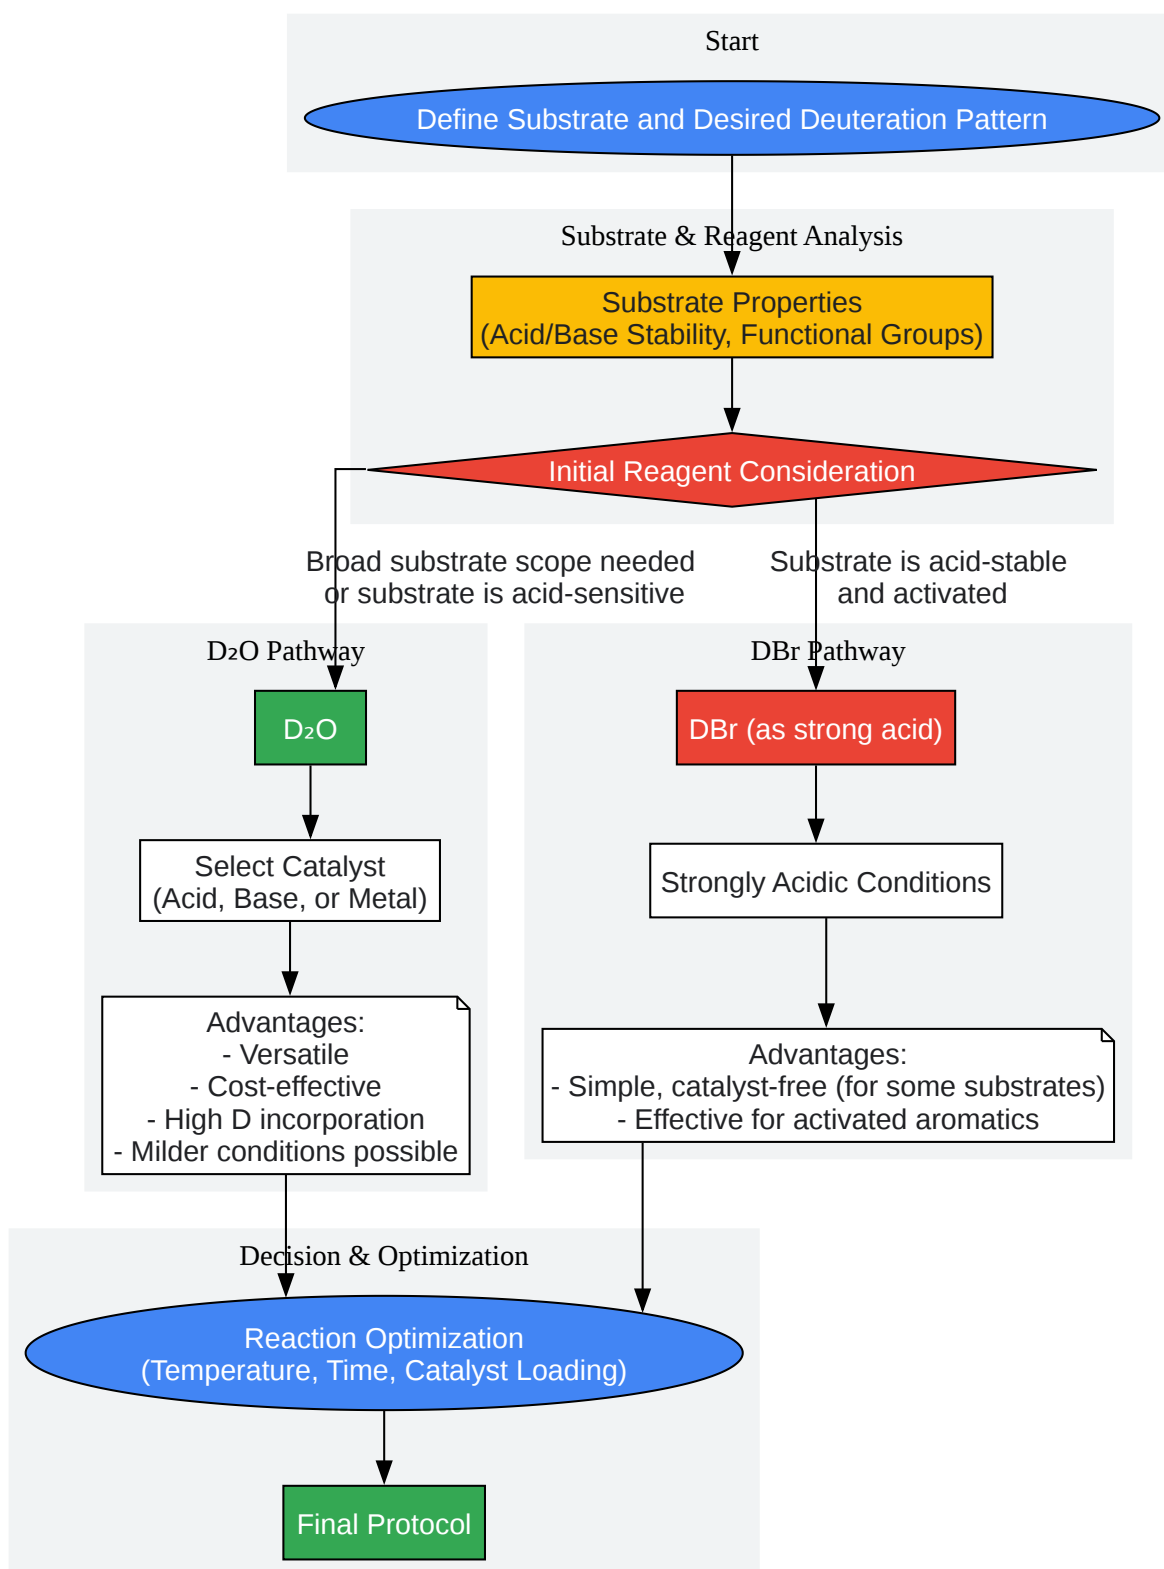 Start
Define Substrate and Desired Deuteration Pattern
Substrate & Reagent Analysis
Substrate Properties
(Acid/Base Stability, Functional Groups)
Initial Reagent Consideration
Broad substrate scope needed
or substrate is acid-sensitive
Substrate is acid-stable
and activated
D₂O Pathway
D₂O
Select Catalyst
(Acid, Base, or Metal)
Advantages:
- Versatile
- Cost-effective
- High D incorporation
- Milder conditions possible
DBr Pathway
DBr (as strong acid)
Strongly Acidic Conditions
Advantages:
- Simple, catalyst-free (for some substrates)
- Effective for activated aromatics
Decision & Optimization
Reaction Optimization
(Temperature, Time, Catalyst Loading)
Final Protocol